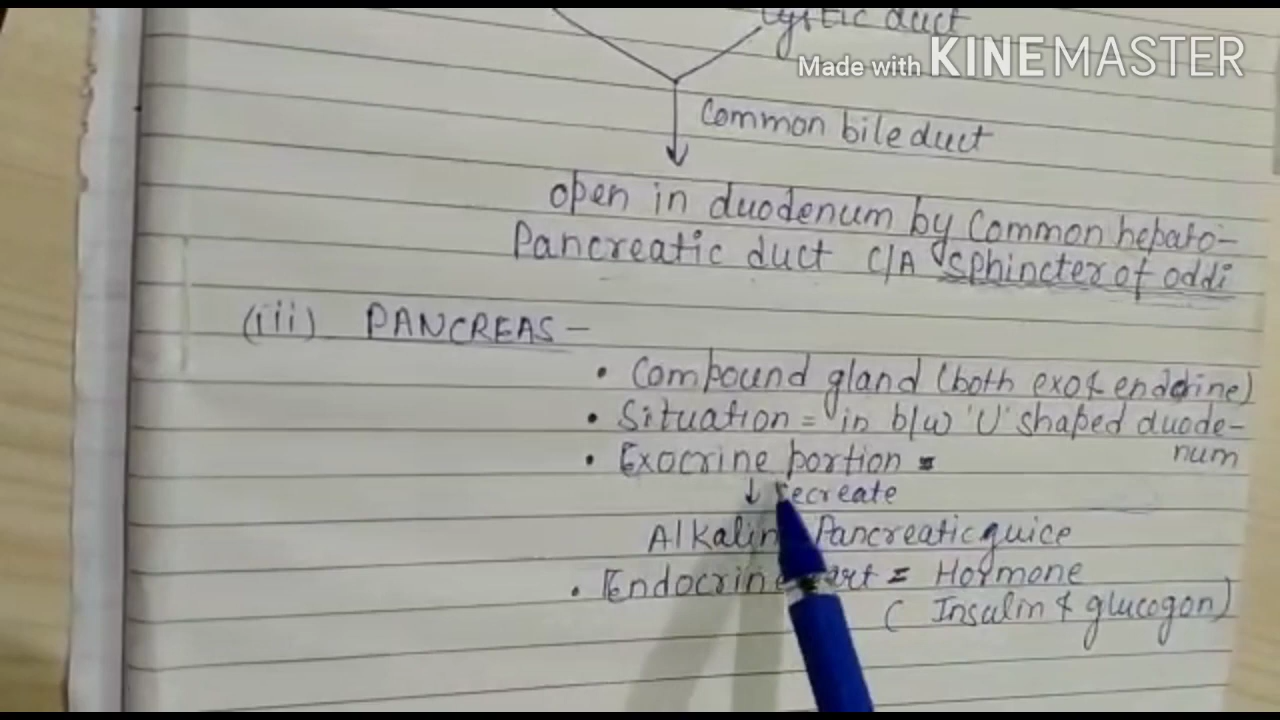 Cystic duct
Made with KINEMASTER
Common bile duct
open in duodenum by Common hepato-
Pancreatic duct C/A sphincter of oddi
(iii) PANCREAS -
• Compound gland (both exo & endocrine)
• Situation = in b/w 'U' shaped duode-
num
• Exocrine portion =
↓ secreate
Alkaline Pancreatic guice
• Endocrine part = Hormone
( Insulin & glucogon)